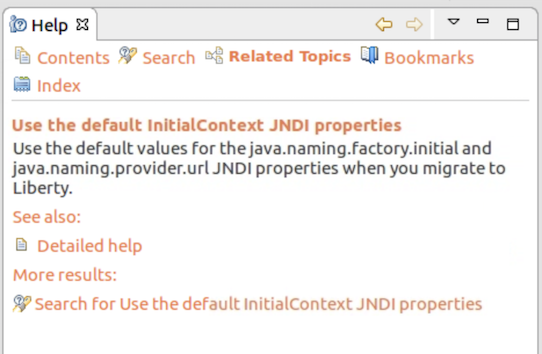 Help
Contents Search Related Topics Bookmarks
Index
Use the default InitialContext JNDI properties
Use the default values for the java.naming.factory.initial and
java.naming.provider.url JNDI properties when you migrate to
Liberty.
See also:
Detailed help
More results:
Search for Use the default InitialContext JNDI properties